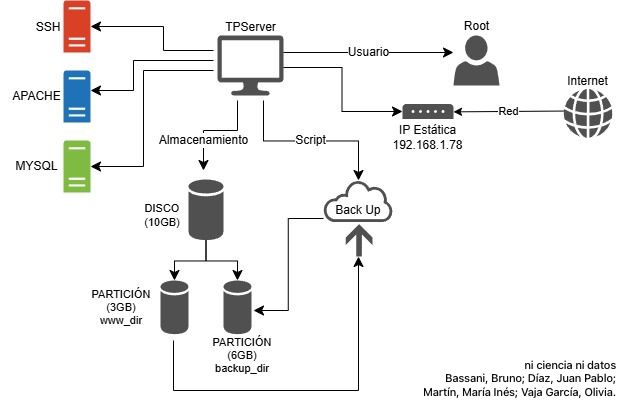 SSH
TPServer
Root
Usuario
APACHE
Internet
Red
IP Estática
192.168.1.78
Almacenamiento
Script
MYSQL
DISCO
(10GB)
Back Up
PARTICIÓN
(3GB)
www_dir
PARTICIÓN
(6GB)
backup_dir
ni ciencia ni datos
Bassani, Bruno; Díaz, Juan Pablo;
Martín, María Inés; Vaja García, Olivia.